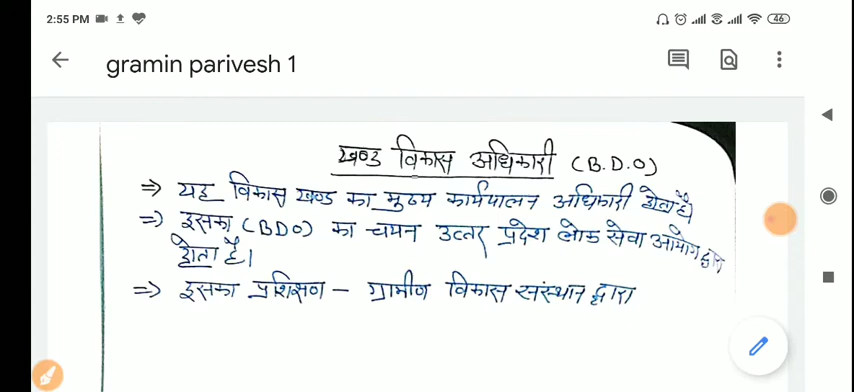 2:55 PM 46
gramin parivesh 1
खण्ड विकास अधिकारी (B.D.O)
⇒ यह विकास खण्ड का मुख्य कार्यपालन अधिकारी होता है।
⇒ इसका (BDO) का चयन उत्तर प्रदेश लोक सेवा आयोग द्वारा
होता है।
⇒ इसका प्रशिक्षण – ग्रामीण विकास संस्थान द्वारा